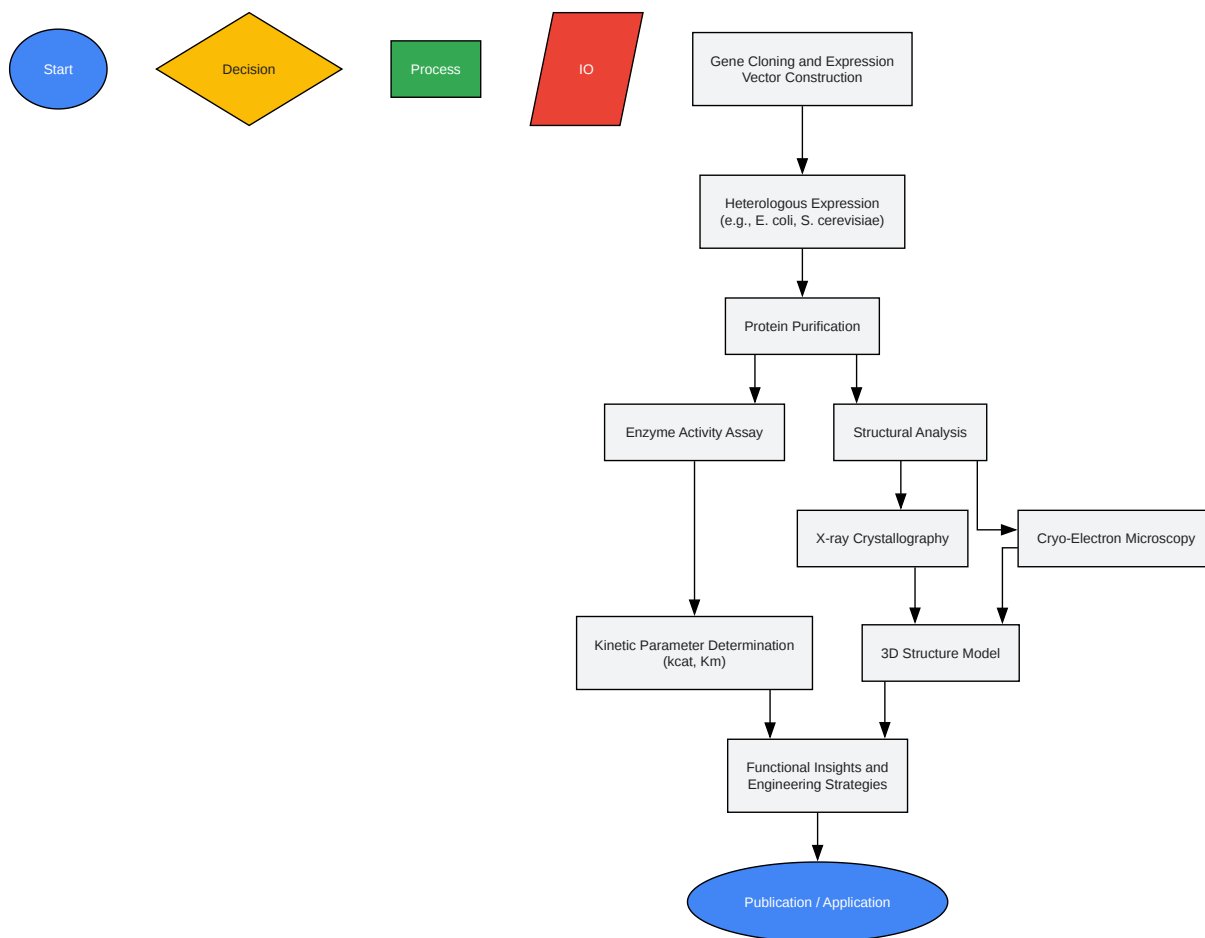 Start
Decision
Process
IO
Gene Cloning and Expression
Vector Construction
Heterologous Expression
(e.g., E. coli, S. cerevisiae)
Protein Purification
Enzyme Activity Assay
Structural Analysis
X-ray Crystallography
Cryo-Electron Microscopy
Kinetic Parameter Determination
(kcat, Km)
3D Structure Model
Functional Insights and
Engineering Strategies
Publication / Application